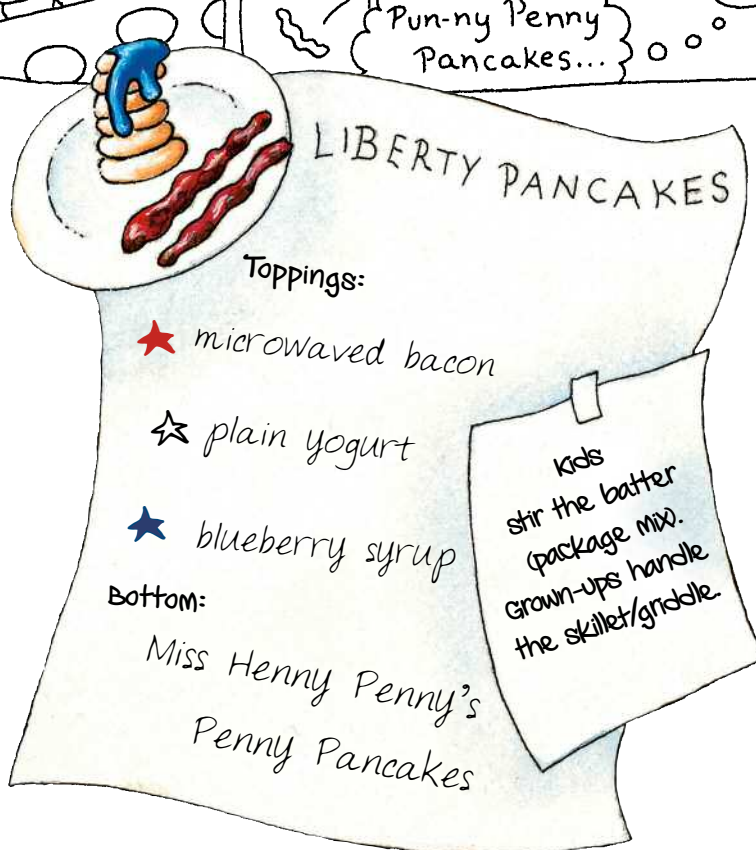 Pun-ny Penny
Pancakes...
LIBERTY PANCAKES
Toppings:
microwaved bacon
plain yogurt
blueberry syrup
Bottom:
Miss Henny Penny's
Penny Pancakes
Kids
stir the batter
(package mix).
Grown-ups handle
the skillet/griddle.